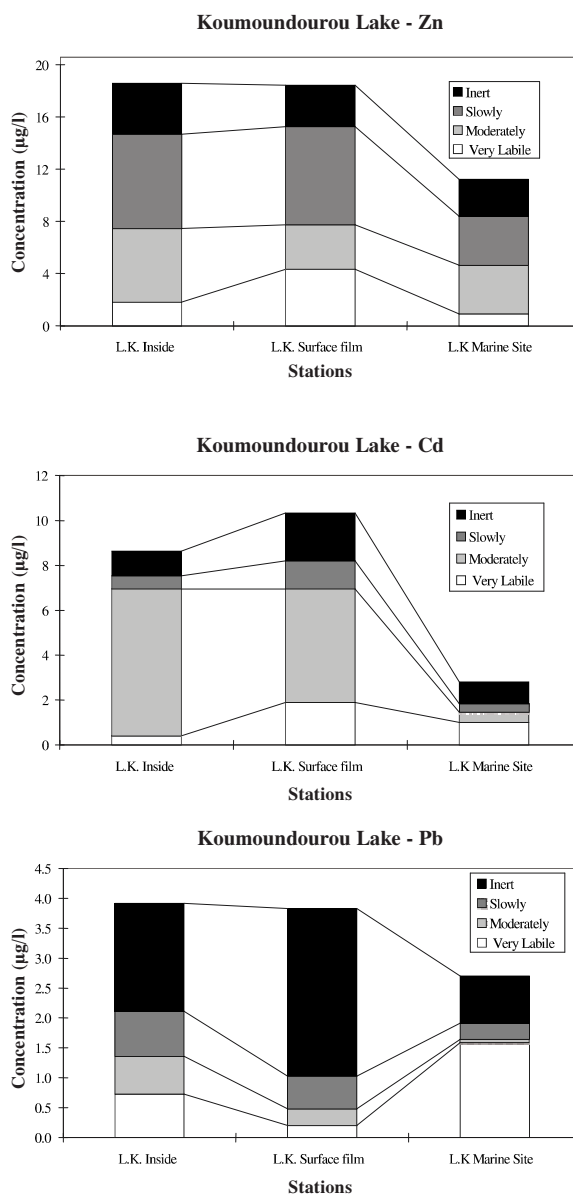 Koumoundourou Lake - Zn
Concentration (µg/l)
20
16
12
8
4
0
Inert
Slowly
Moderately
Very Labile
L.K. Inside
L.K. Surface film
L.K Marine Site
Stations
Koumoundourou Lake - Cd
Concentration (µg/l)
12
10
8
6
4
2
0
Inert
Slowly
Moderately
Very Labile
L.K. Inside
L.K. Surface film
L.K Marine Site
Stations
Koumoundourou Lake - Pb
Concentration (µg/l)
4.5
4.0
3.5
3.0
2.5
2.0
1.5
1.0
0.5
0.0
Inert
Slowly
Moderately
Very Labile
L.K. Inside
L.K. Surface film
L.K Marine Site
Stations